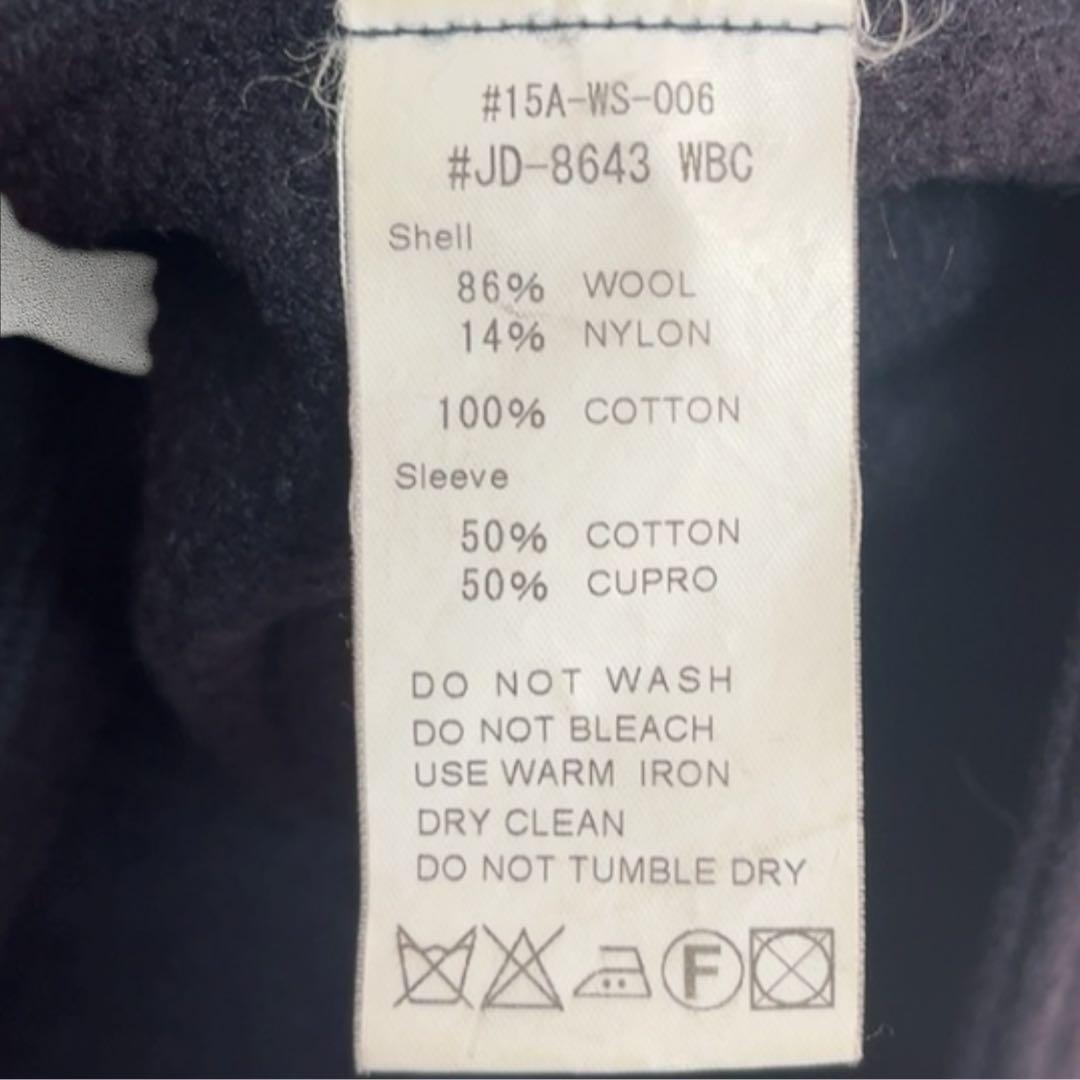 #15A-WS-006
#JD-8643 WBC
Shell
86% WOOL
14% NYLON
100% COTTON
Sleeve
50% COTTON
50% CUPRO
DO NOT WASH
DO NOT BLEACH
USE WARM IRON
DRY CLEAN
DO NOT TUMBLE DRY
F